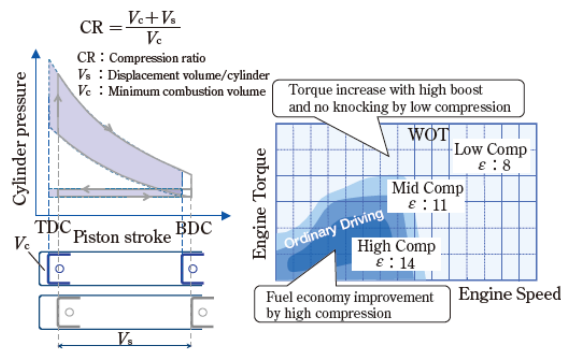 CR = (Vc + Vs) / Vc
CR : Compression ratio
Vs : Displacement volume/cylinder
Vc : Minimum combustion volume
Cylinder pressure
TDC
BDC
Piston stroke
Vc
Vs
Torque increase with high boost
and no knocking by low compression
WOT
Low Comp
ε : 8
Mid Comp
ε : 11
Ordinary Driving
High Comp
ε : 14
Engine Torque
Engine Speed
Fuel economy improvement
by high compression